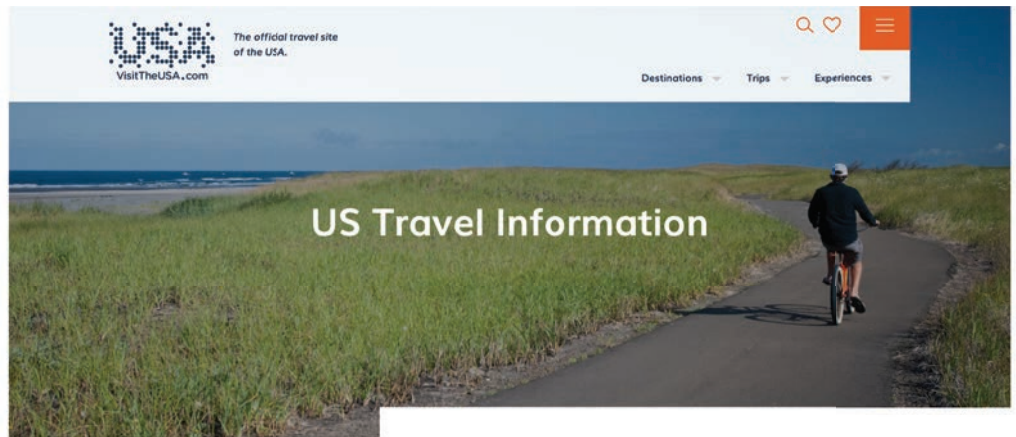 USA
The official travel site
of the USA.
VisitTheUSA.com
Destinations
Trips
Experiences
US Travel Information